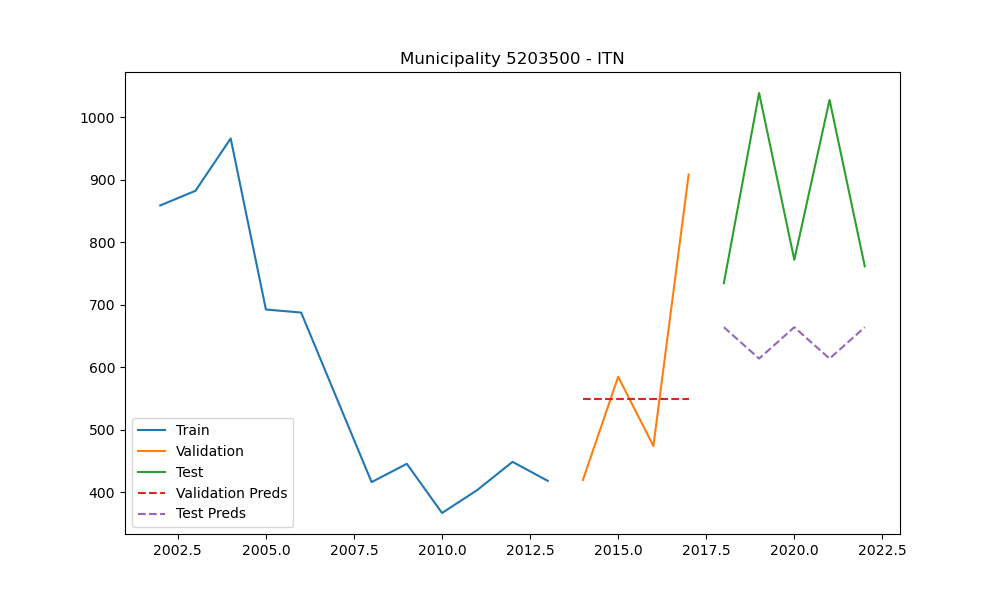 Municipality 5203500 - ITN
1000
900
800
700
600
500
400
Train
Validation
Test
Validation Preds
Test Preds
2002.5 2005.0 2007.5 2010.0 2012.5 2015.0 2017.5 2020.0 2022.5